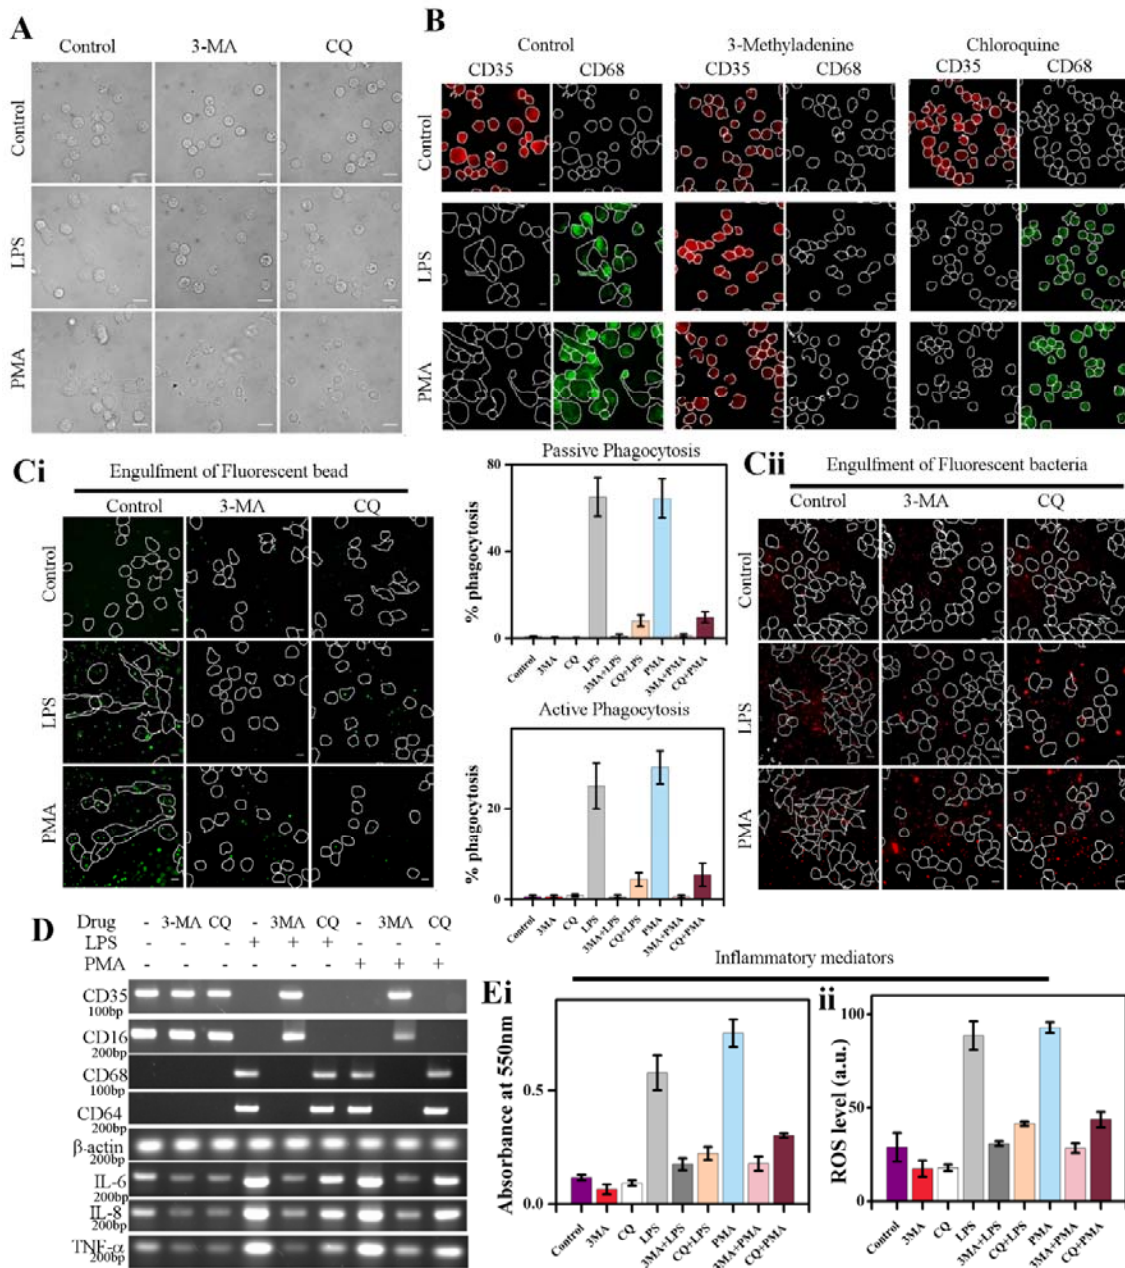 A
Control 3-MA CQ
Control
LPS
PMA
B
Control 3-Methyladenine Chloroquine
CD35 CD68 CD35 CD68 CD35 CD68
Control
LPS
PMA
Ci
Engulfment of Fluorescent bead
Control 3-MA CQ
Control
LPS
PMA
Passive Phagocytosis
% phagocytosis
80
40
0
Control 3MA CQ LPS 3MA+LPS CQ+LPS PMA 3MA+PMA CQ+PMA
Active Phagocytosis
% phagocytosis
20
0
Control 3MA CQ LPS 3MA+LPS CQ+LPS PMA 3MA+PMA CQ+PMA
Cii
Engulfment of Fluorescent bacteria
Control 3-MA CQ
Control
LPS
PMA
D
Drug - 3-MA CQ - 3MA CQ - 3MA CQ
LPS - - - + + + - - -
PMA - - - - - - + + +
CD35
100bp
CD16
200bp
CD68
100bp
CD64
200bp
β-actin
200bp
IL-6
200bp
IL-8
200bp
TNF-α
200bp
Inflammatory mediators
Ei
Absorbance at 550nm
0.5
0.0
Control 3MA CQ LPS 3MA+LPS CQ+LPS PMA 3MA+PMA CQ+PMA
ii
ROS level (a.u.)
100
50
0
Control 3MA CQ LPS 3MA+LPS CQ+LPS PMA 3MA+PMA CQ+PMA